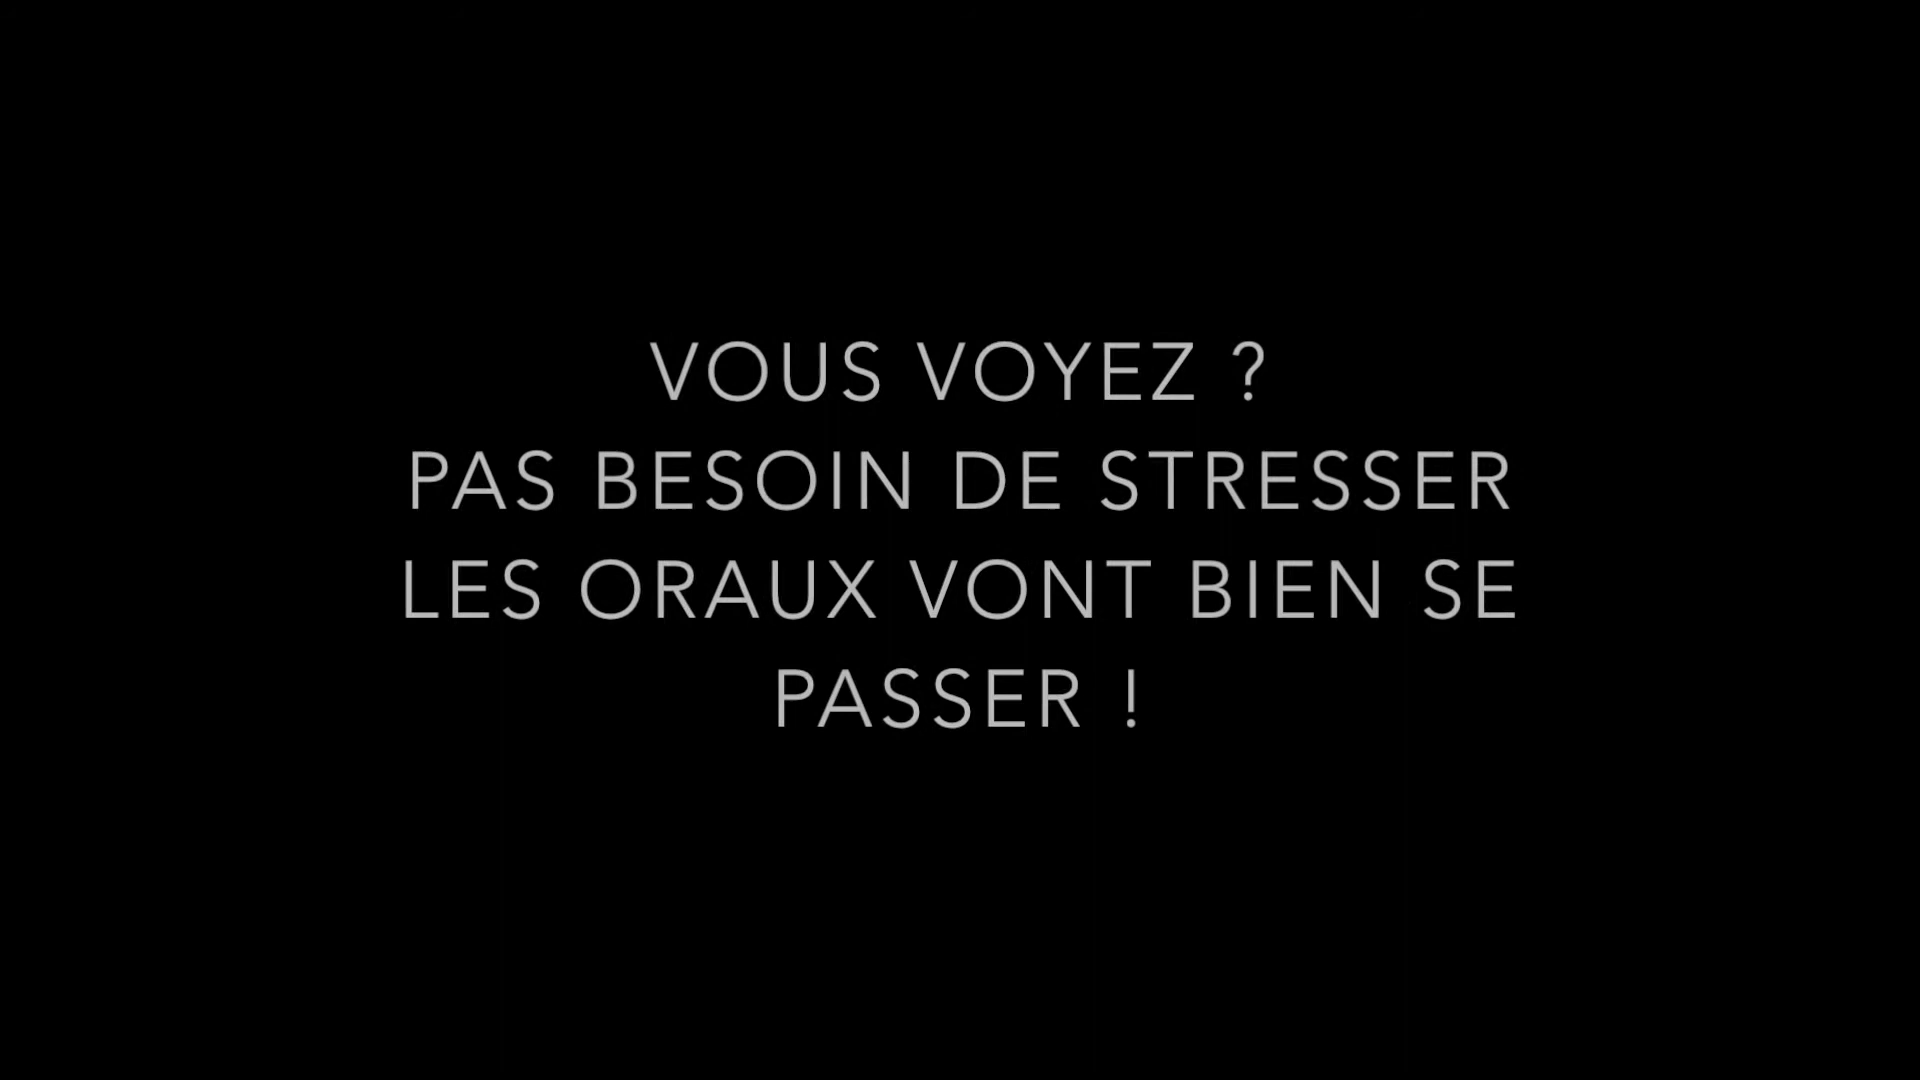 VOUS VOYEZ ?
PAS BESOIN DE STRESSER
LES ORAUX VONT BIEN SE
PASSER !